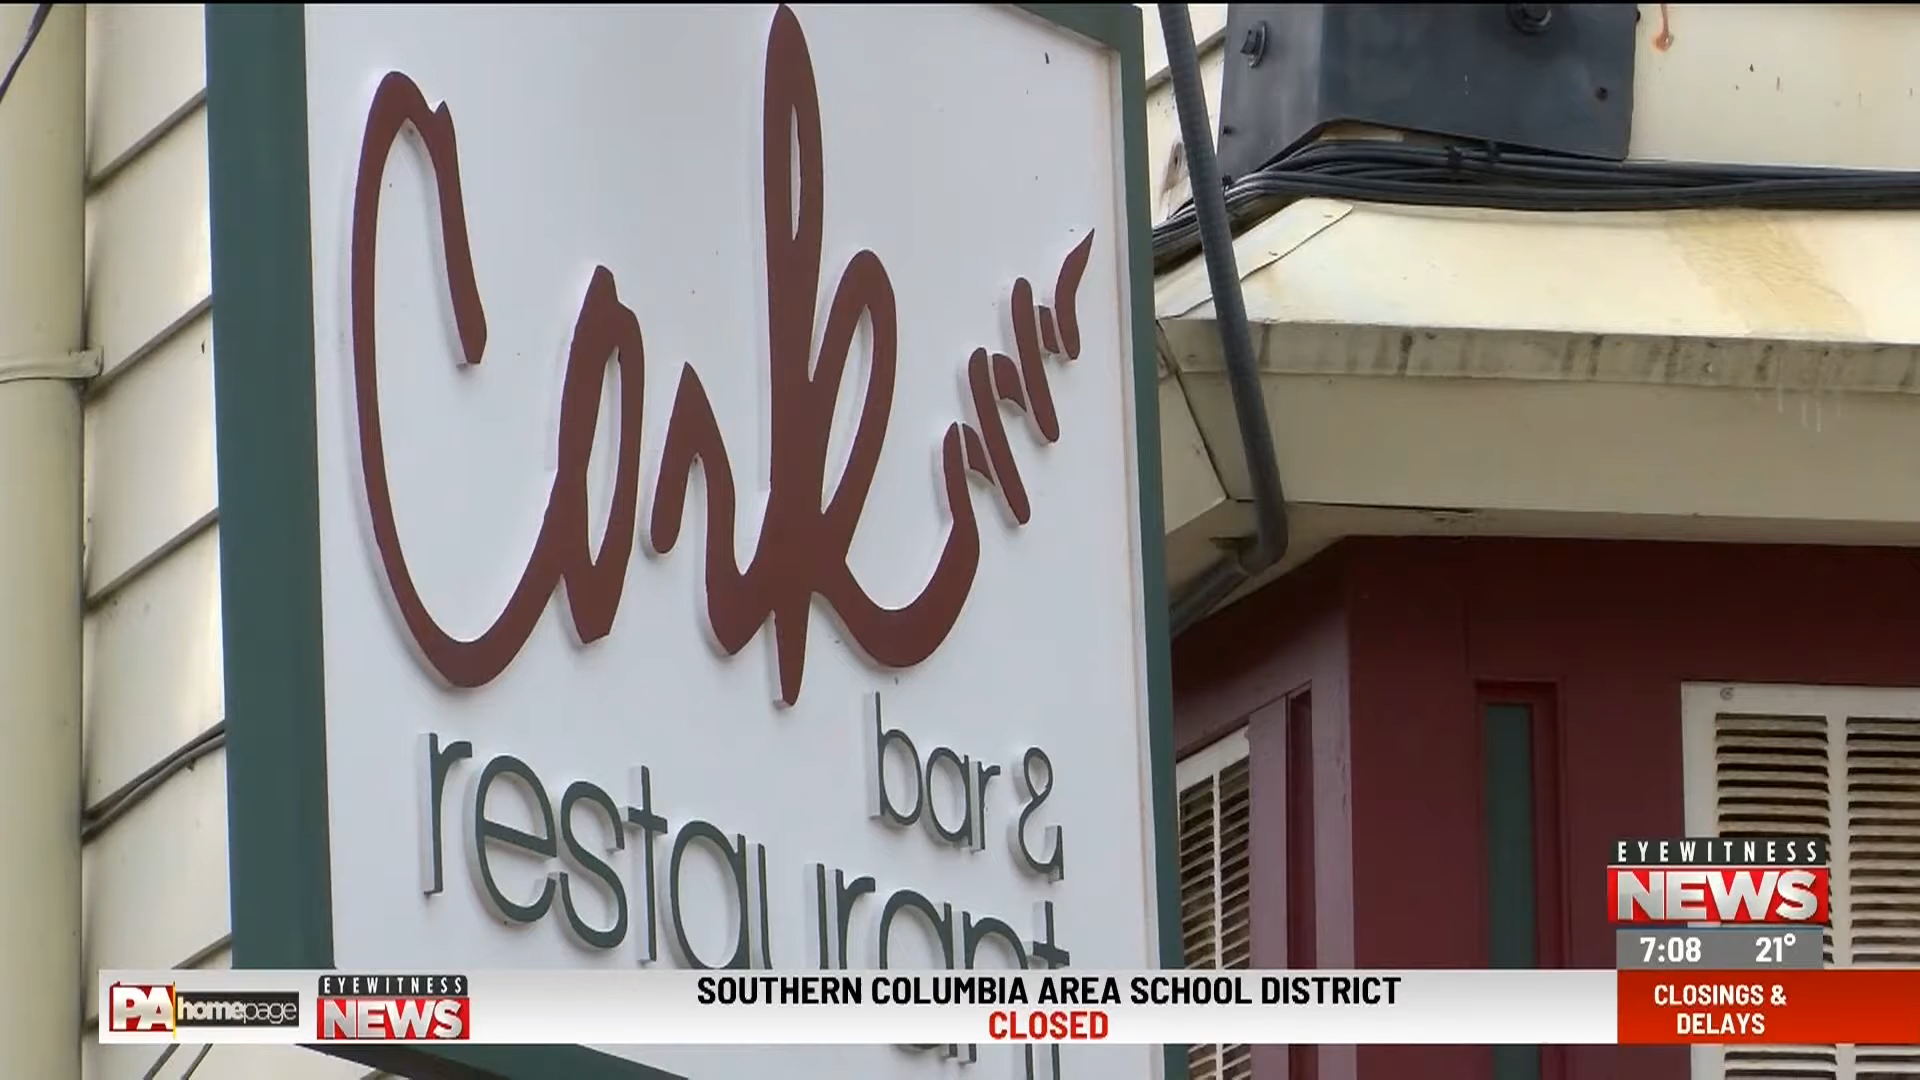 Cork
bar &
restaurant
EYEWITNESS
NEWS
7:08 21°
PA homepage
EYEWITNESS
NEWS
SOUTHERN COLUMBIA AREA SCHOOL DISTRICT
CLOSED
CLOSINGS &
DELAYS